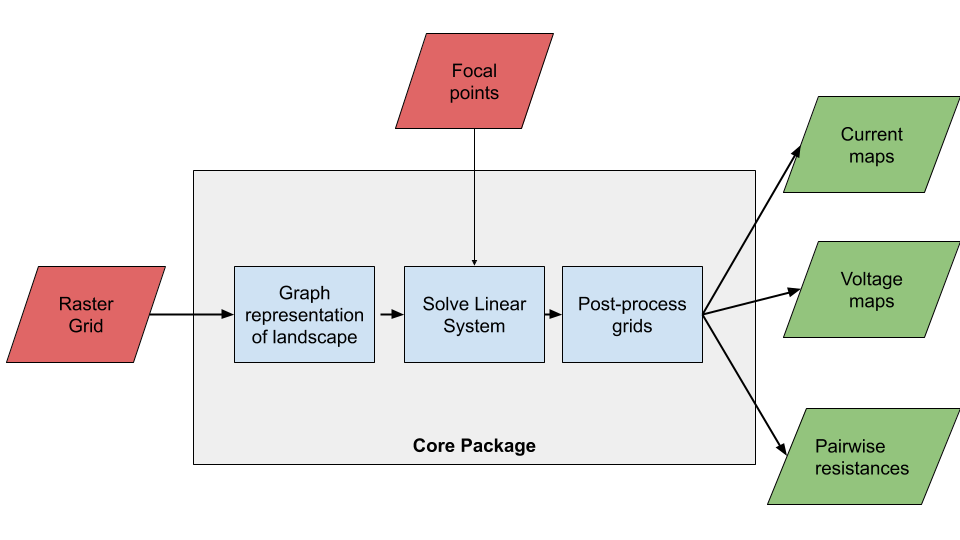 Focal
points
Current
maps
Raster
Grid
Graph
representation
of landscape
Solve Linear
System
Post-process
grids
Voltage
maps
Core Package
Pairwise
resistances